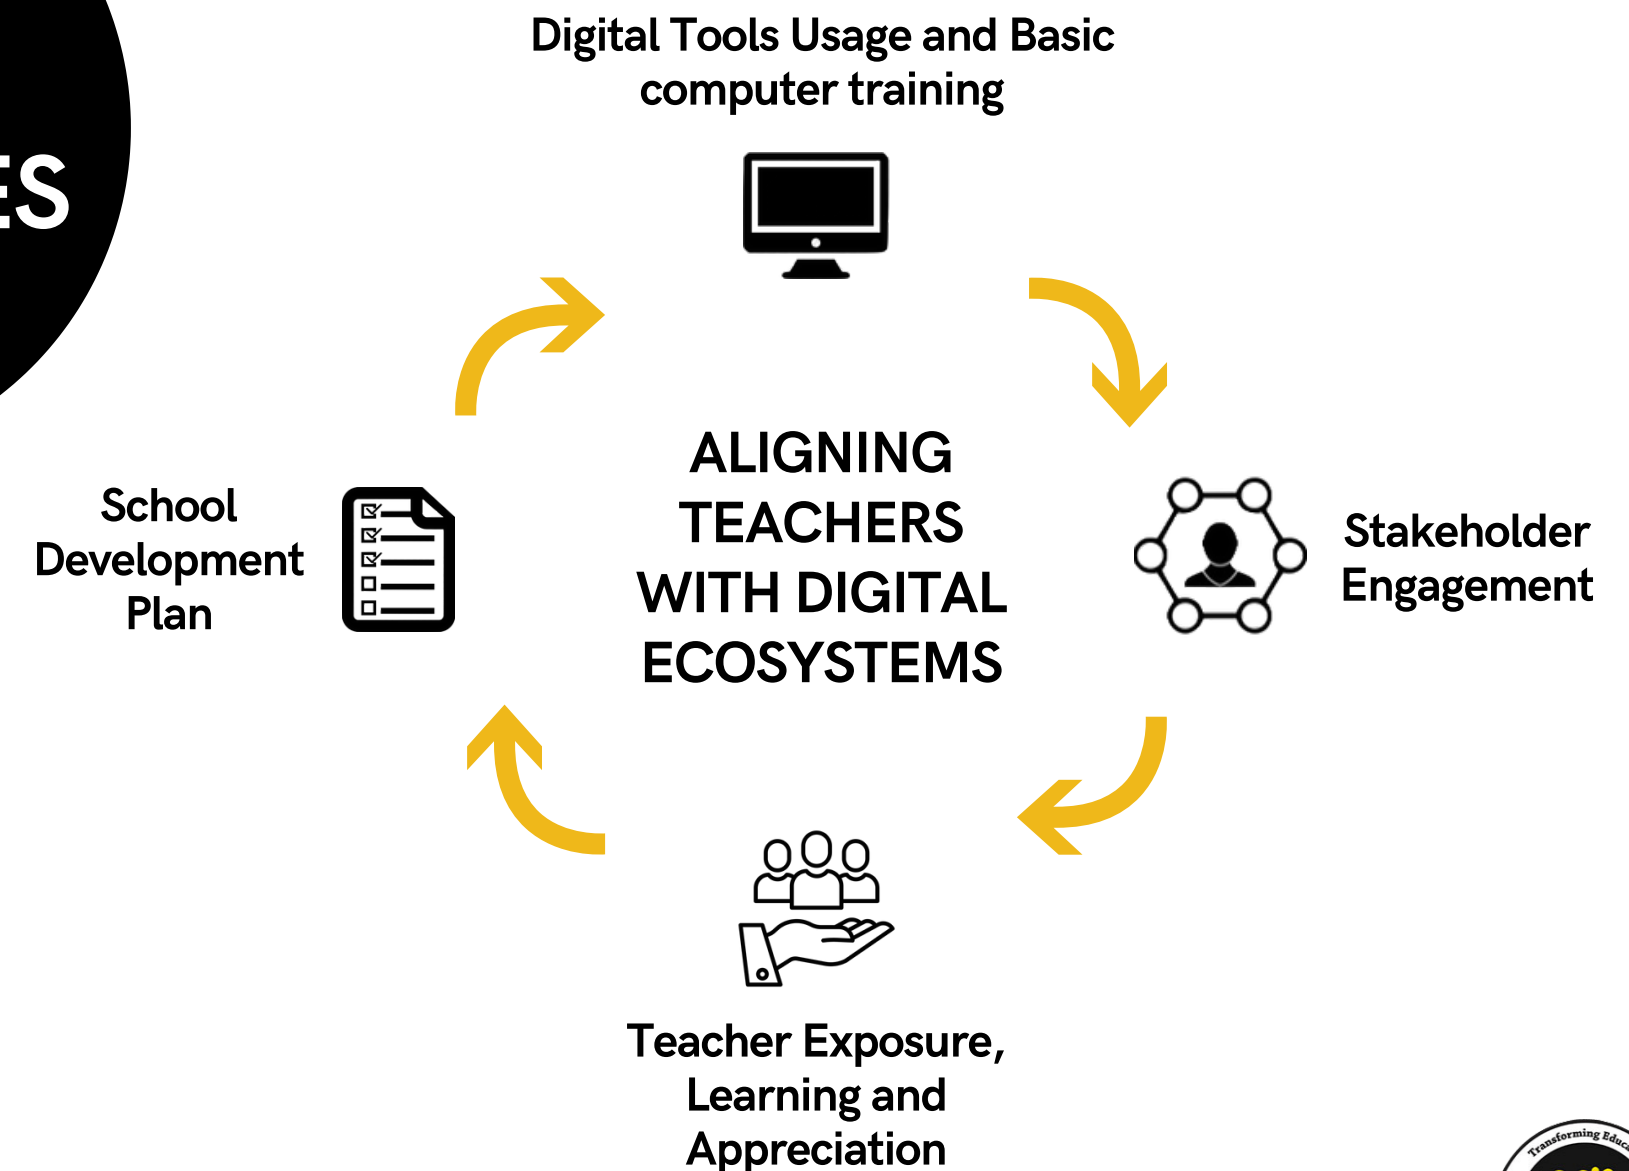 ES
Digital Tools Usage and Basic
computer training
ALIGNING
TEACHERS
WITH DIGITAL
ECOSYSTEMS
School
Development
Plan
Stakeholder
Engagement
Teacher Exposure,
Learning and
Appreciation
Transforming